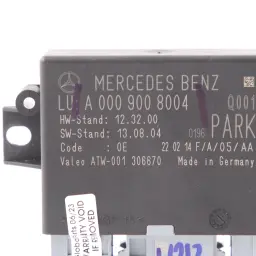 MERCEDES BENZ
LU: A 000 900 8004 Q001
HW-Stand: 12.32.00
SW-Stand: 13.08.04 0196 PARK
Code : 0E 22 02 14 F/A/05/AA
Valeo ATW-001 306670 Made in Germany
WARRANTY VOID
IF REMOVED